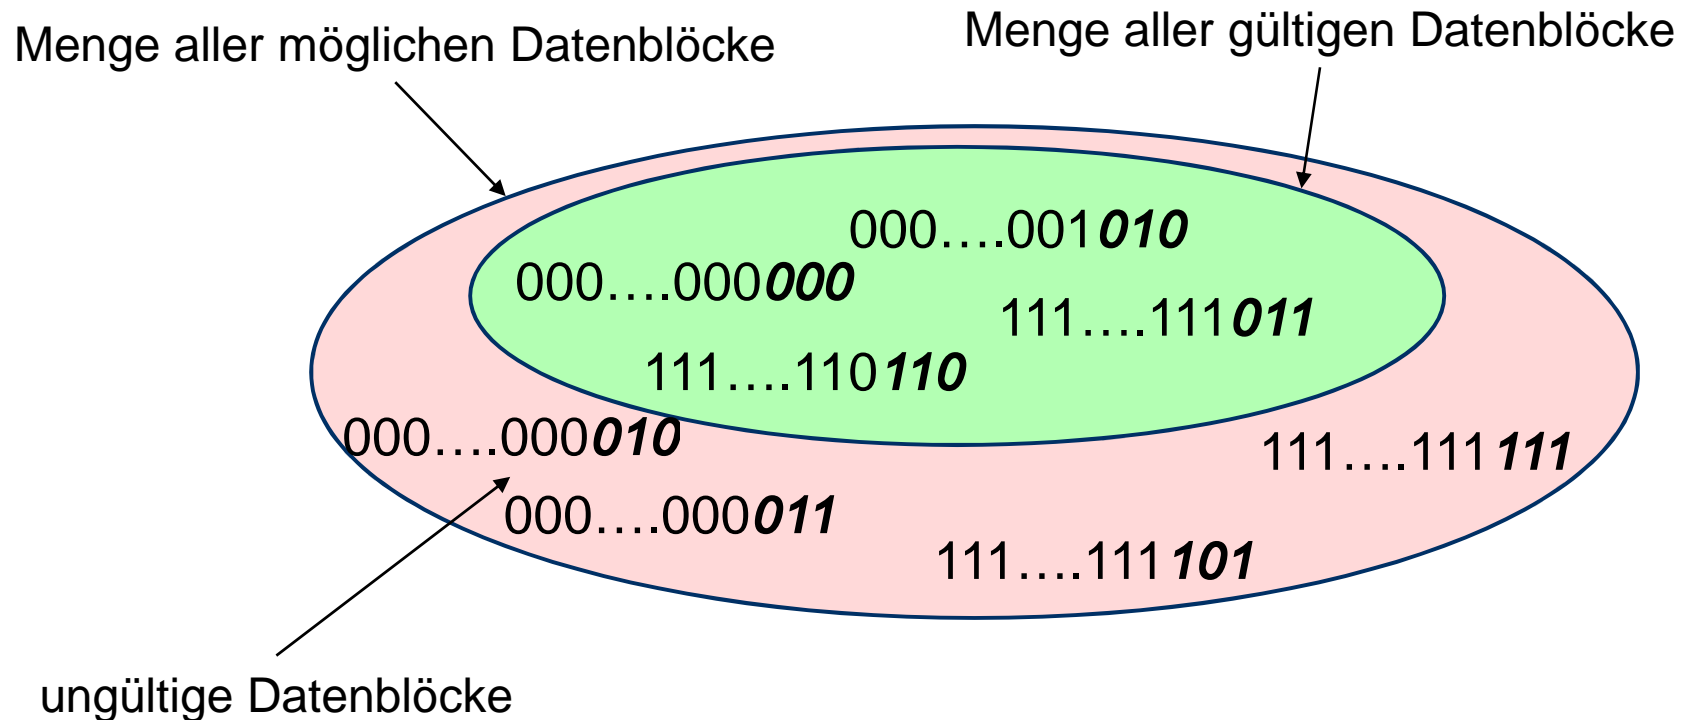 Menge aller möglichen Datenblöcke
Menge aller gültigen Datenblöcke
000….001010
000….000000
111….111011
111….110110
000….000010
111….111111
000….000011
111….111101
ungültige Datenblöcke